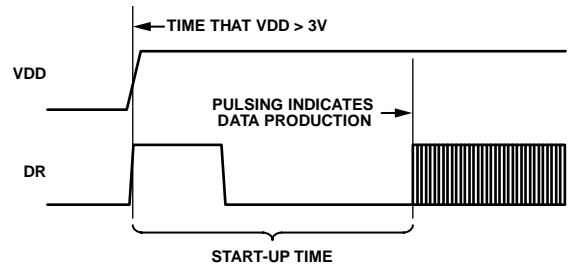 TIME THAT VDD > 3V
VDD
PULSING INDICATES
DATA PRODUCTION
DR
START-UP TIME